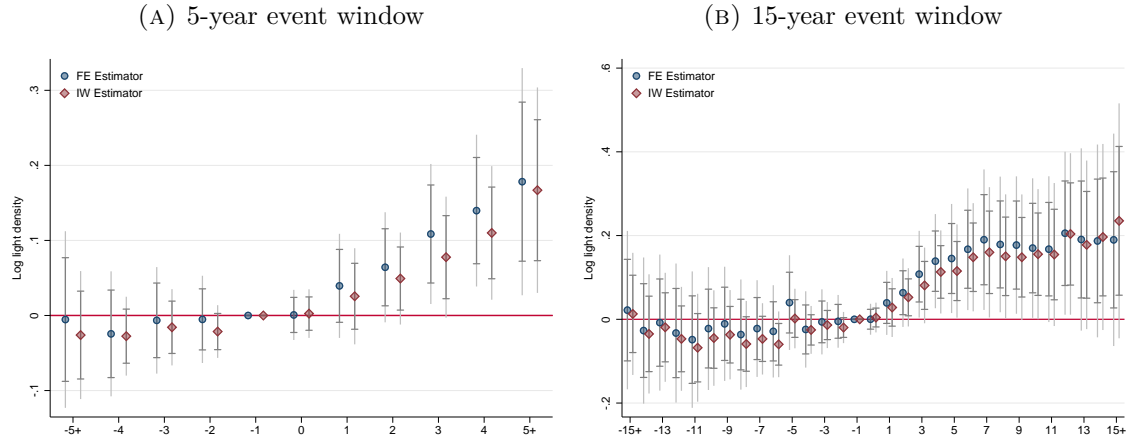 (A) 5-year event window
FE Estimator
IW Estimator
Log light density
.3
.2
.1
0
-.1
-5+ -4 -3 -2 -1 0 1 2 3 4 5+
(B) 15-year event window
FE Estimator
IW Estimator
Log light density
.6
.4
.2
0
-.2
-15+ -13 -11 -9 -7 -5 -3 -1 1 3 5 7 9 11 13 15+